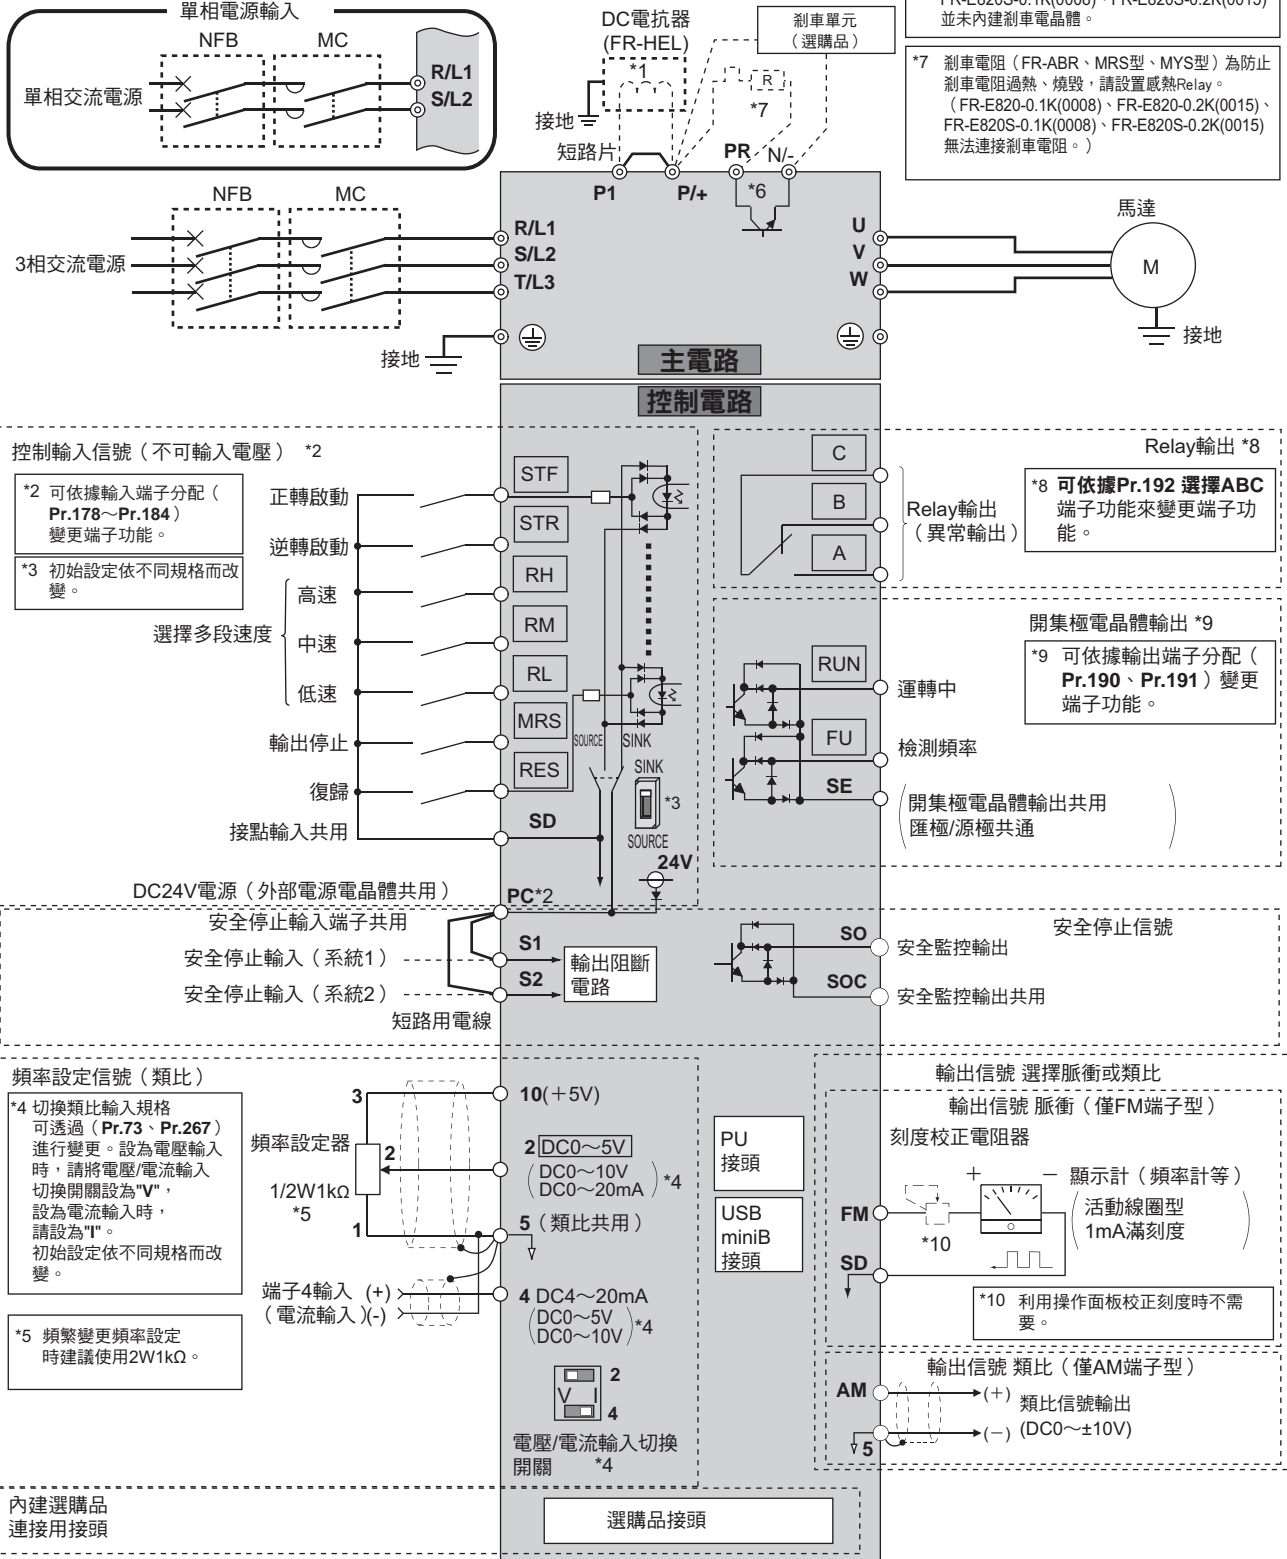 單相電源輸入
NFB
MC
單相交流電源
R/L1
S/L2
DC電抗器
(FR-HEL)
*1
接地
短路片
剎車單元
（選購品）
R
*7
PR
N/-
P1
P/+
*6
並未內建剎車電晶體。
*7 剎車電阻（FR-ABR、MRS型、MYS型）為防止
剎車電阻過熱、燒毀，請設置感熱Relay。
（FR-E820-0.1K(0008)、FR-E820-0.2K(0015)、
FR-E820S-0.1K(0008)、FR-E820S-0.2K(0015)
無法連接剎車電阻。）
NFB
MC
3相交流電源
R/L1
S/L2
T/L3
接地
U
V
W
馬達
M
接地
主電路
控制電路
控制輸入信號（不可輸入電壓） *2
*2 可依據輸入端子分配（
Pr.178～Pr.184）
變更端子功能。
*3 初始設定依不同規格而改
變。
正轉啟動
逆轉啟動
選擇多段速度
高速
中速
低速
輸出停止
復歸
接點輸入共用
STF
STR
RH
RM
RL
MRS
RES
SD
SOURCE
SINK
SINK
*3
SOURCE
24V
DC24V電源（外部電源電晶體共用）
PC*2
C
B
A
Relay輸出 *8
Relay輸出
（異常輸出）
*8 可依據Pr.192 選擇ABC
端子功能來變更端子功
能。
開集極電晶體輸出 *9
*9 可依據輸出端子分配（
Pr.190、Pr.191）變更
端子功能。
RUN
運轉中
FU
檢測頻率
SE
開集極電晶體輸出共用
匯極/源極共通
安全停止輸入端子共用
安全停止輸入（系統1）
安全停止輸入（系統2）
短路用電線
S1
S2
輸出阻斷
電路
安全停止信號
SO
安全監控輸出
SOC
安全監控輸出共用
頻率設定信號（類比）
*4 切換類比輸入規格
可透過（Pr.73、Pr.267）
進行變更。設為電壓輸入
時，請將電壓/電流輸入
切換開關設為"V"，
設為電流輸入時，
請設為"I"。
初始設定依不同規格而改
變。
*5 頻繁變更頻率設定
時建議使用2W1kΩ。
頻率設定器
1/2W1kΩ
*5
3
2
1
端子4輸入 (+)
（電流輸入）(-)
10(＋5V)
2 DC0～5V
DC0～10V
DC0～20mA
*4
5（類比共用）
4 DC4～20mA
DC0～5V
DC0～10V
*4
2
V I
4
電壓/電流輸入切換
開關 *4
PU
接頭
USB
miniB
接頭
輸出信號 選擇脈衝或類比
輸出信號 脈衝（僅FM端子型）
刻度校正電阻器
＋
－
顯示計（頻率計等）
活動線圈型
1mA滿刻度
FM
*10
SD
*10 利用操作面板校正刻度時不需
要。
輸出信號 類比（僅AM端子型）
AM
(＋)
類比信號輸出
(－)
(DC0～±10V)
5
內建選購品
連接用接頭
選購品接頭